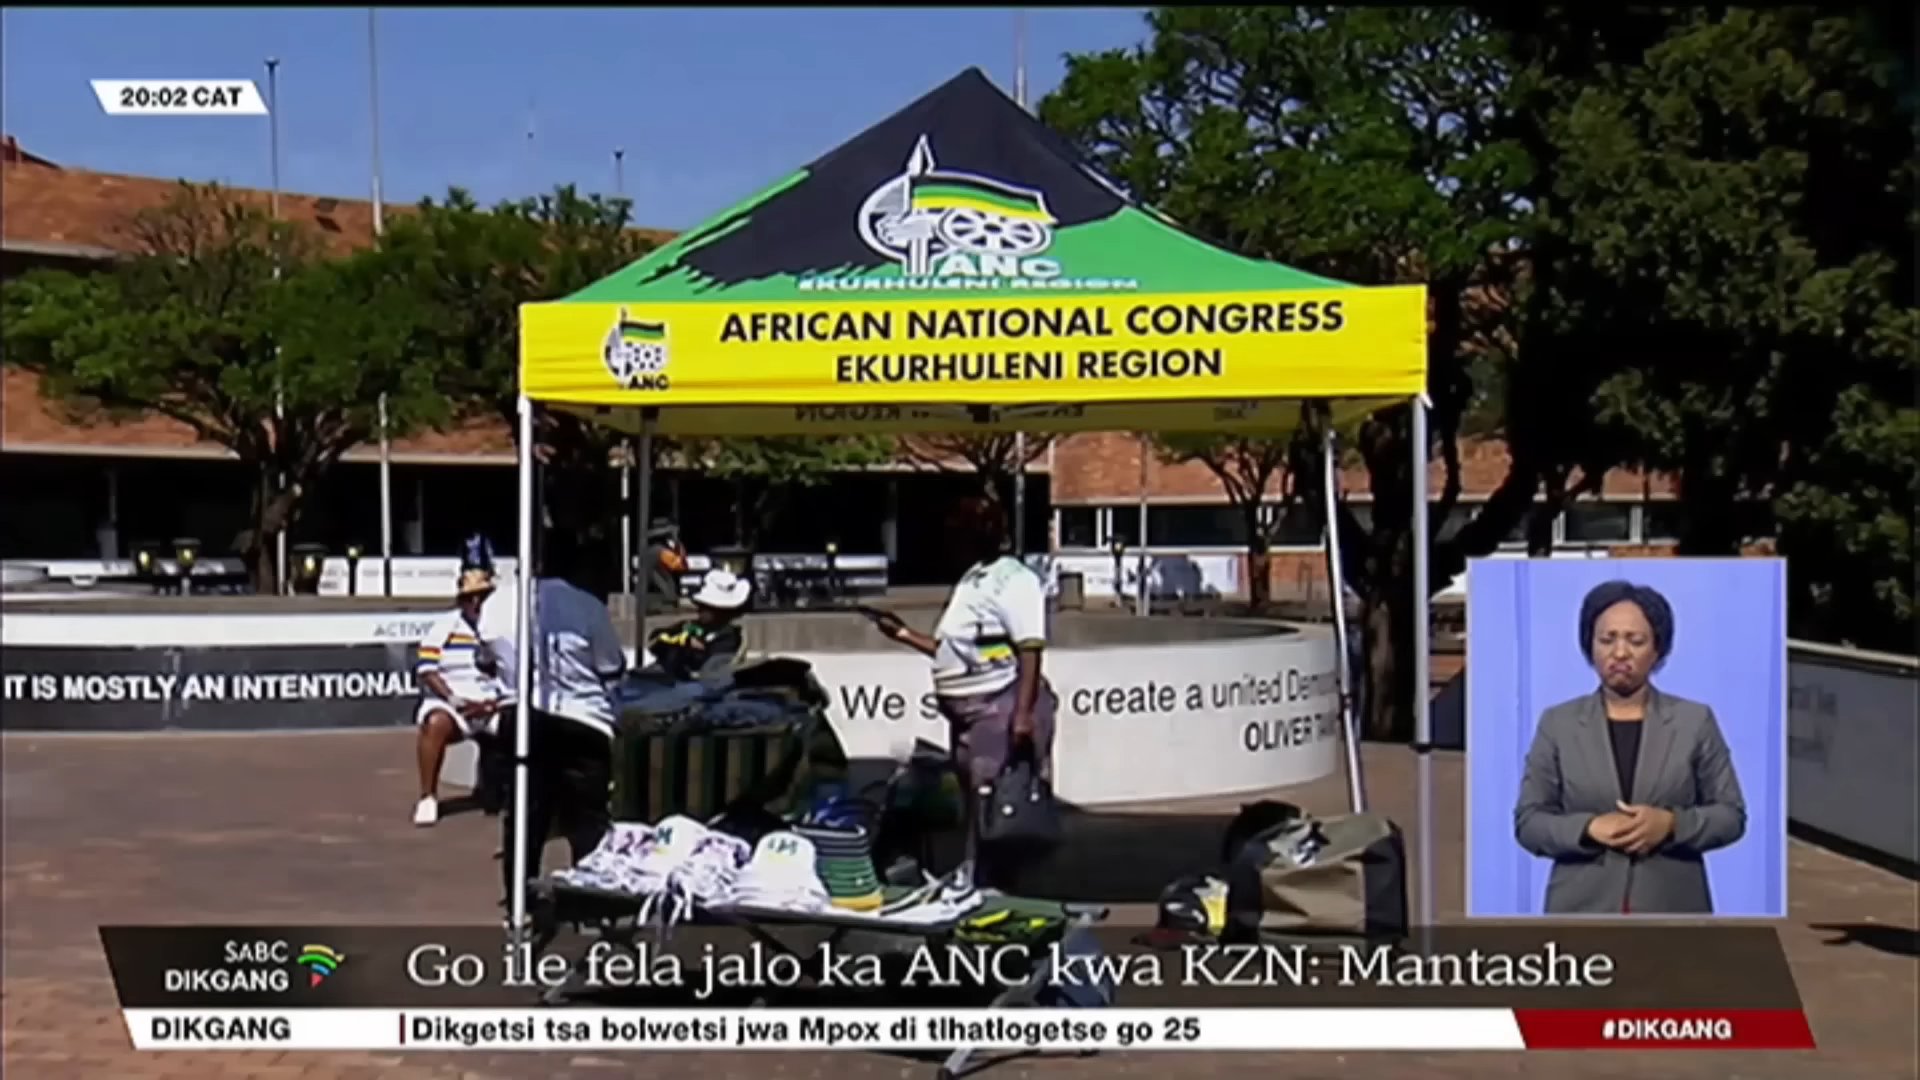 20:02 CAT
ANC
EKURHULENI REGION
AFRICAN NATIONAL CONGRESS
EKURHULENI REGION
ANC
IT IS MOSTLY AN INTENTIONAL
We create a united
OLIVER
SABC
DIKGANG
Go ile fela jalo ka ANC kwa KZN: Mantashe
DIKGANG
Dikgetsi tsa bolwetsi jwa Mpox di tlhatlogetse go 25
#DIKGANG